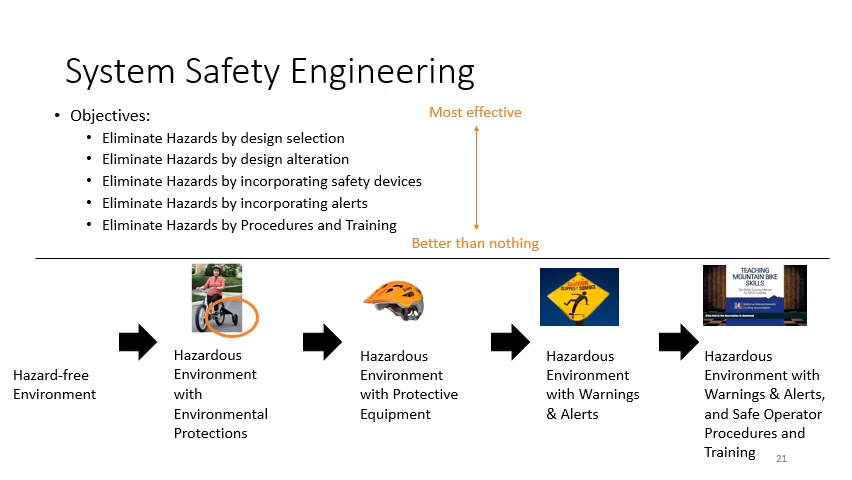 System Safety Engineering
• Objectives:
• Eliminate Hazards by design selection
• Eliminate Hazards by design alteration
• Eliminate Hazards by incorporating safety devices
• Eliminate Hazards by incorporating alerts
• Eliminate Hazards by Procedures and Training
Most effective
Better than nothing
Hazard-free
Environment
Hazardous
Environment
with
Environmental
Protections
Hazardous
Environment
with Protective
Equipment
CAUTION
SLIPPERY SURFACE
Hazardous
Environment
with Warnings
& Alerts
TEACHING
MOUNTAIN BIKE
SKILLS
Hazardous
Environment with
Warnings & Alerts,
and Safe Operator
Procedures and
Training
21